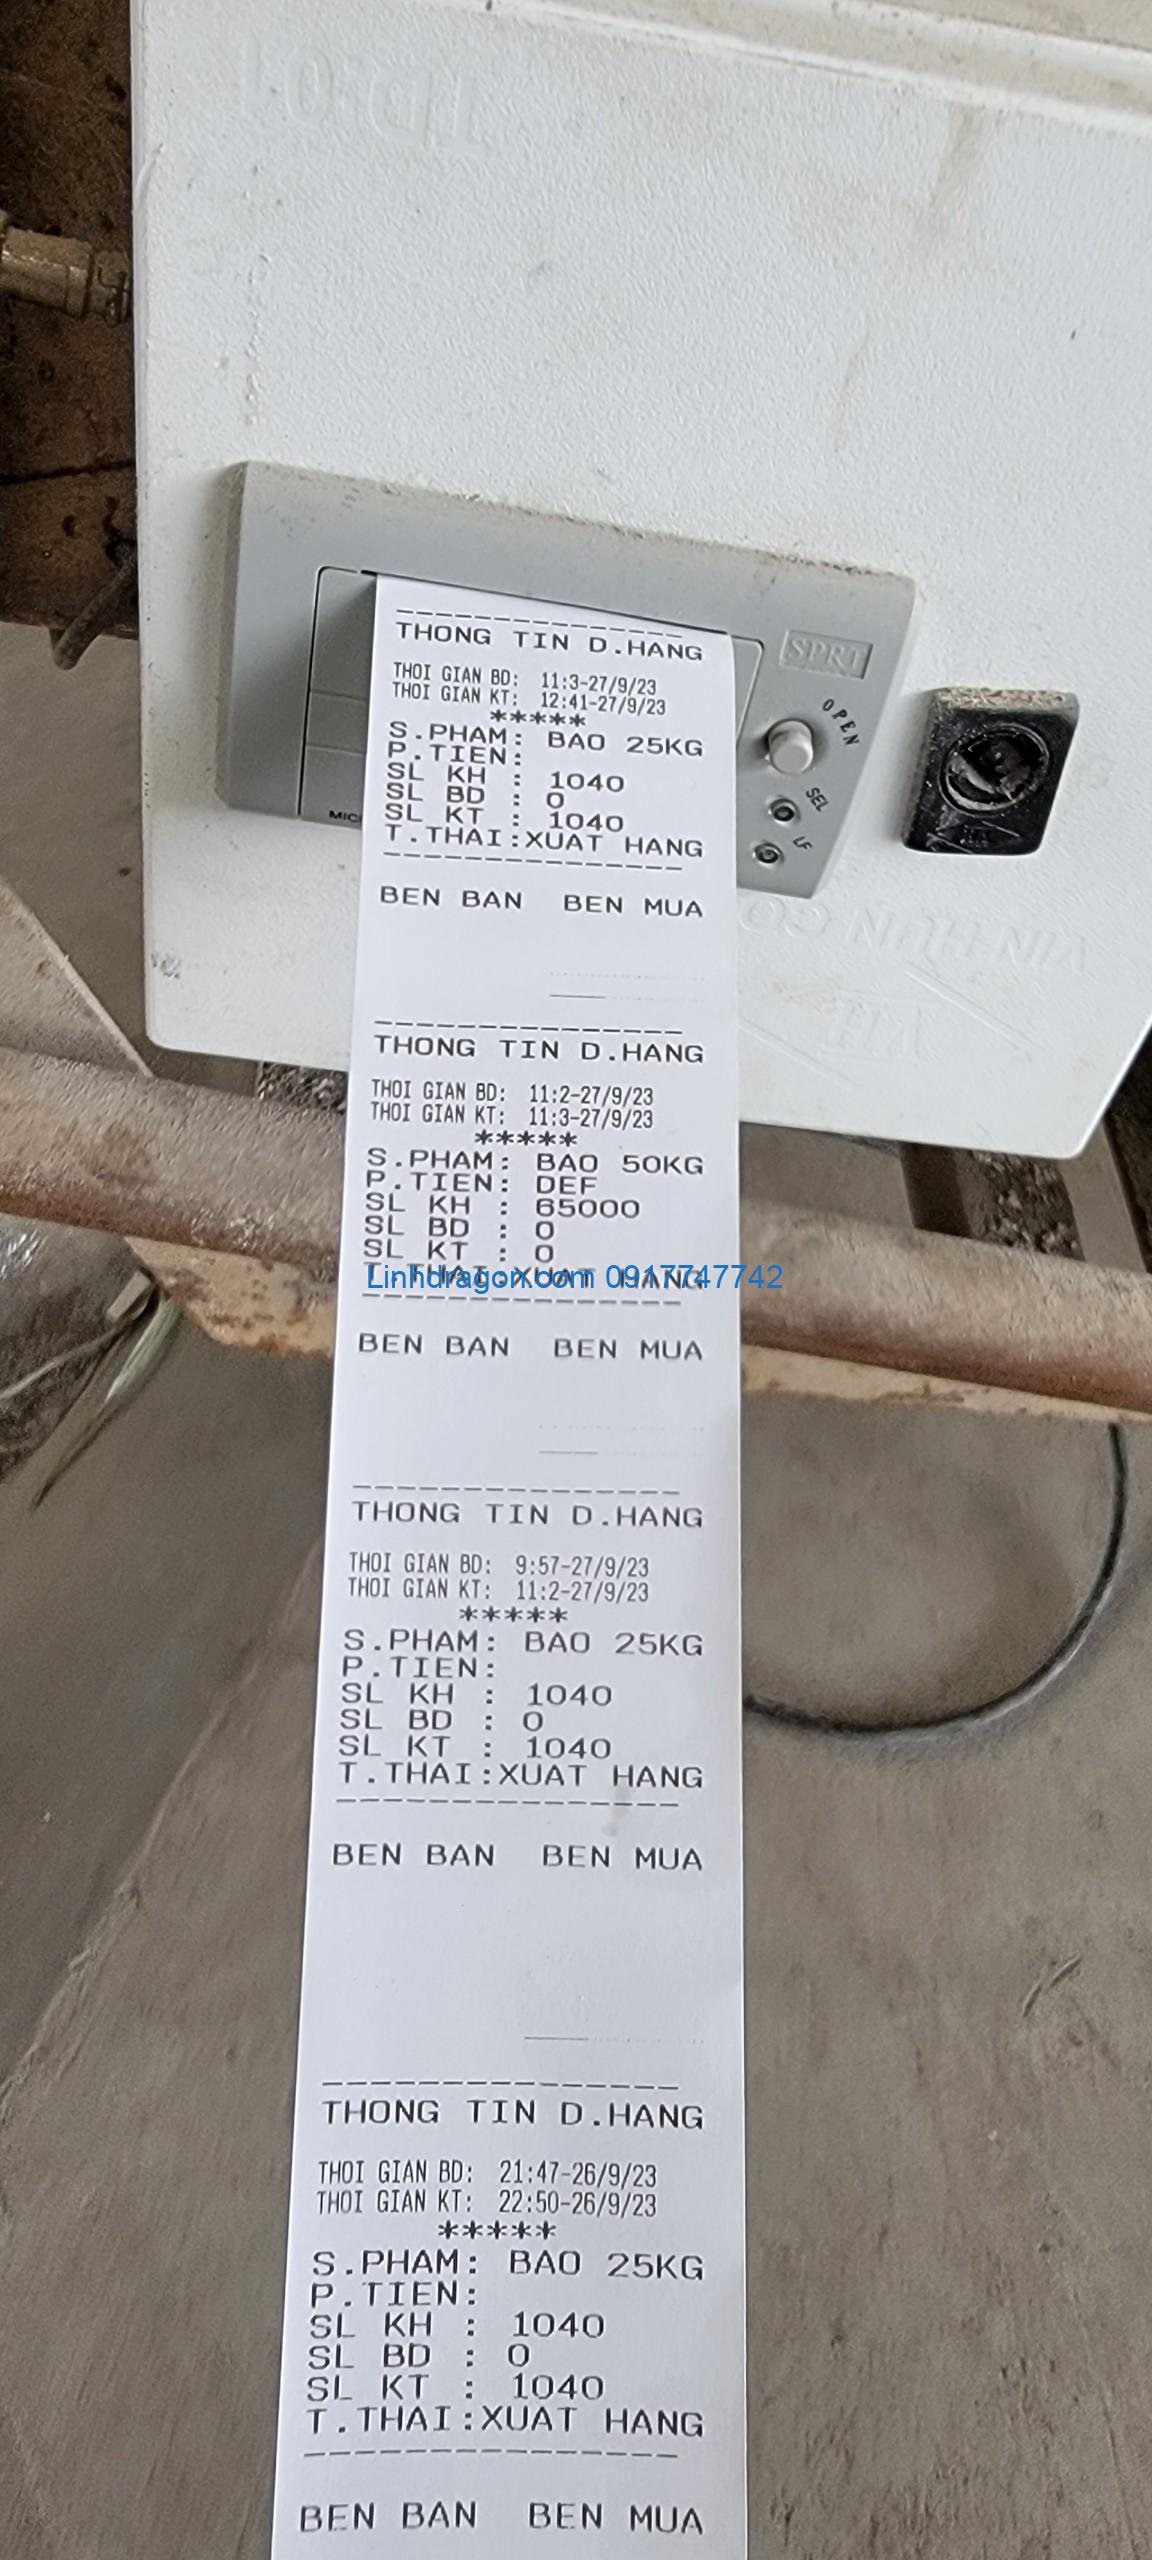 TD.01
THONG TIN D.HANG
THOI GIAN BD: 11:3-27/9/23
THOI GIAN KT: 12:41-27/9/23
*****
S.PHAM: BAO 25KG
P.TIEN:
SL KH : 1040
SL BD : 0
SL KT : 1040
T.THAI:XUAT HANG
BEN BAN BEN MUA
SPRT
OPEN
SEL
LF
MIC
VINHUN
THONG TIN D.HANG
THOI GIAN BD: 11:2-27/9/23
THOI GIAN KT: 11:3-27/9/23
*****
S.PHAM: BAO 50KG
P.TIEN: DEF
SL KH : 65000
SL BD : 0
SL KT : 0
T.THAI:XUAT HANG
Linhdragon.com 0917747742
BEN BAN BEN MUA
THONG TIN D.HANG
THOI GIAN BD: 9:57-27/9/23
THOI GIAN KT: 11:2-27/9/23
*****
S.PHAM: BAO 25KG
P.TIEN:
SL KH : 1040
SL BD : 0
SL KT : 1040
T.THAI:XUAT HANG
BEN BAN BEN MUA
THONG TIN D.HANG
THOI GIAN BD: 21:47-26/9/23
THOI GIAN KT: 22:50-26/9/23
*****
S.PHAM: BAO 25KG
P.TIEN:
SL KH : 1040
SL BD : 0
SL KT : 1040
T.THAI:XUAT HANG
BEN BAN BEN MUA